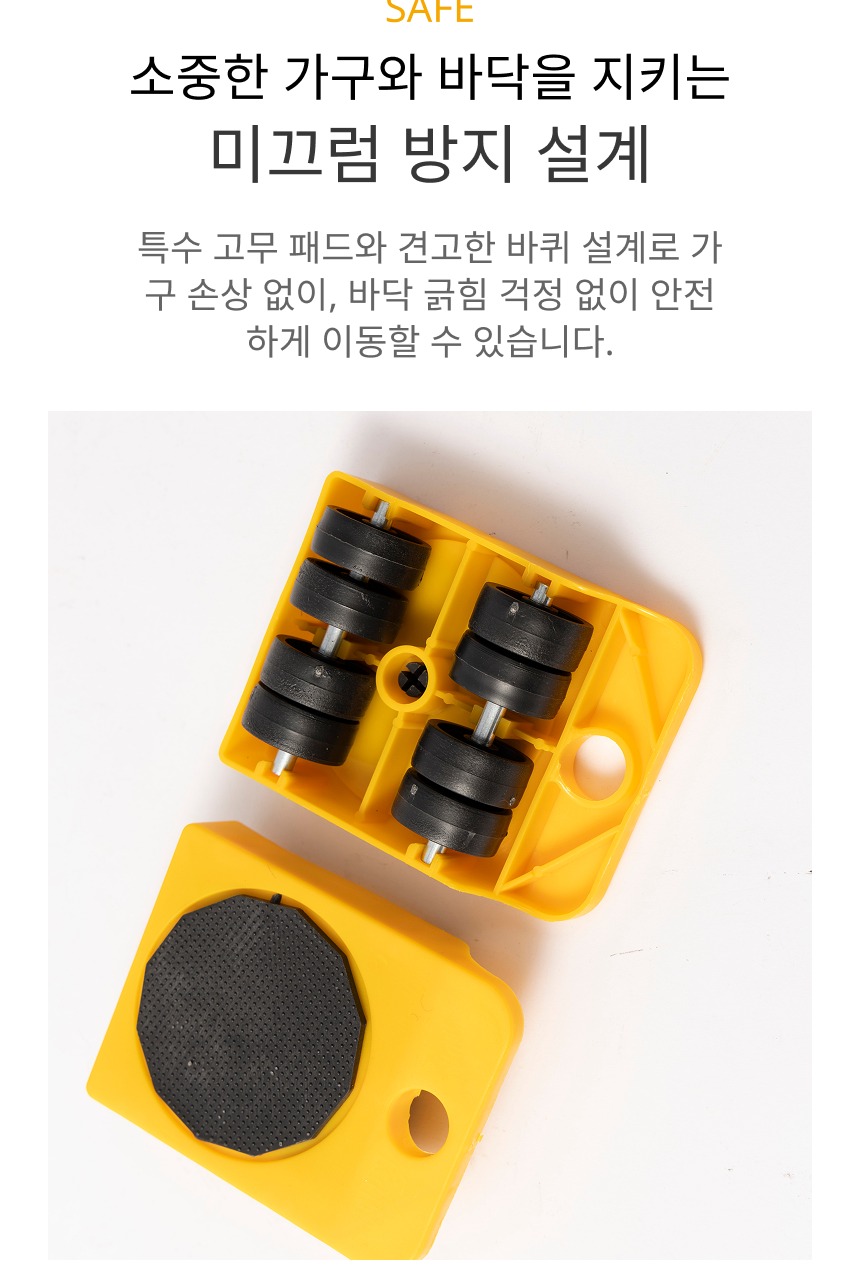 SAFE
소중한 가구와 바닥을 지키는
미끄럼 방지 설계
특수 고무 패드와 견고한 바퀴 설계로 가
구 손상 없이, 바닥 긁힘 걱정 없이 안전
하게 이동할 수 있습니다.